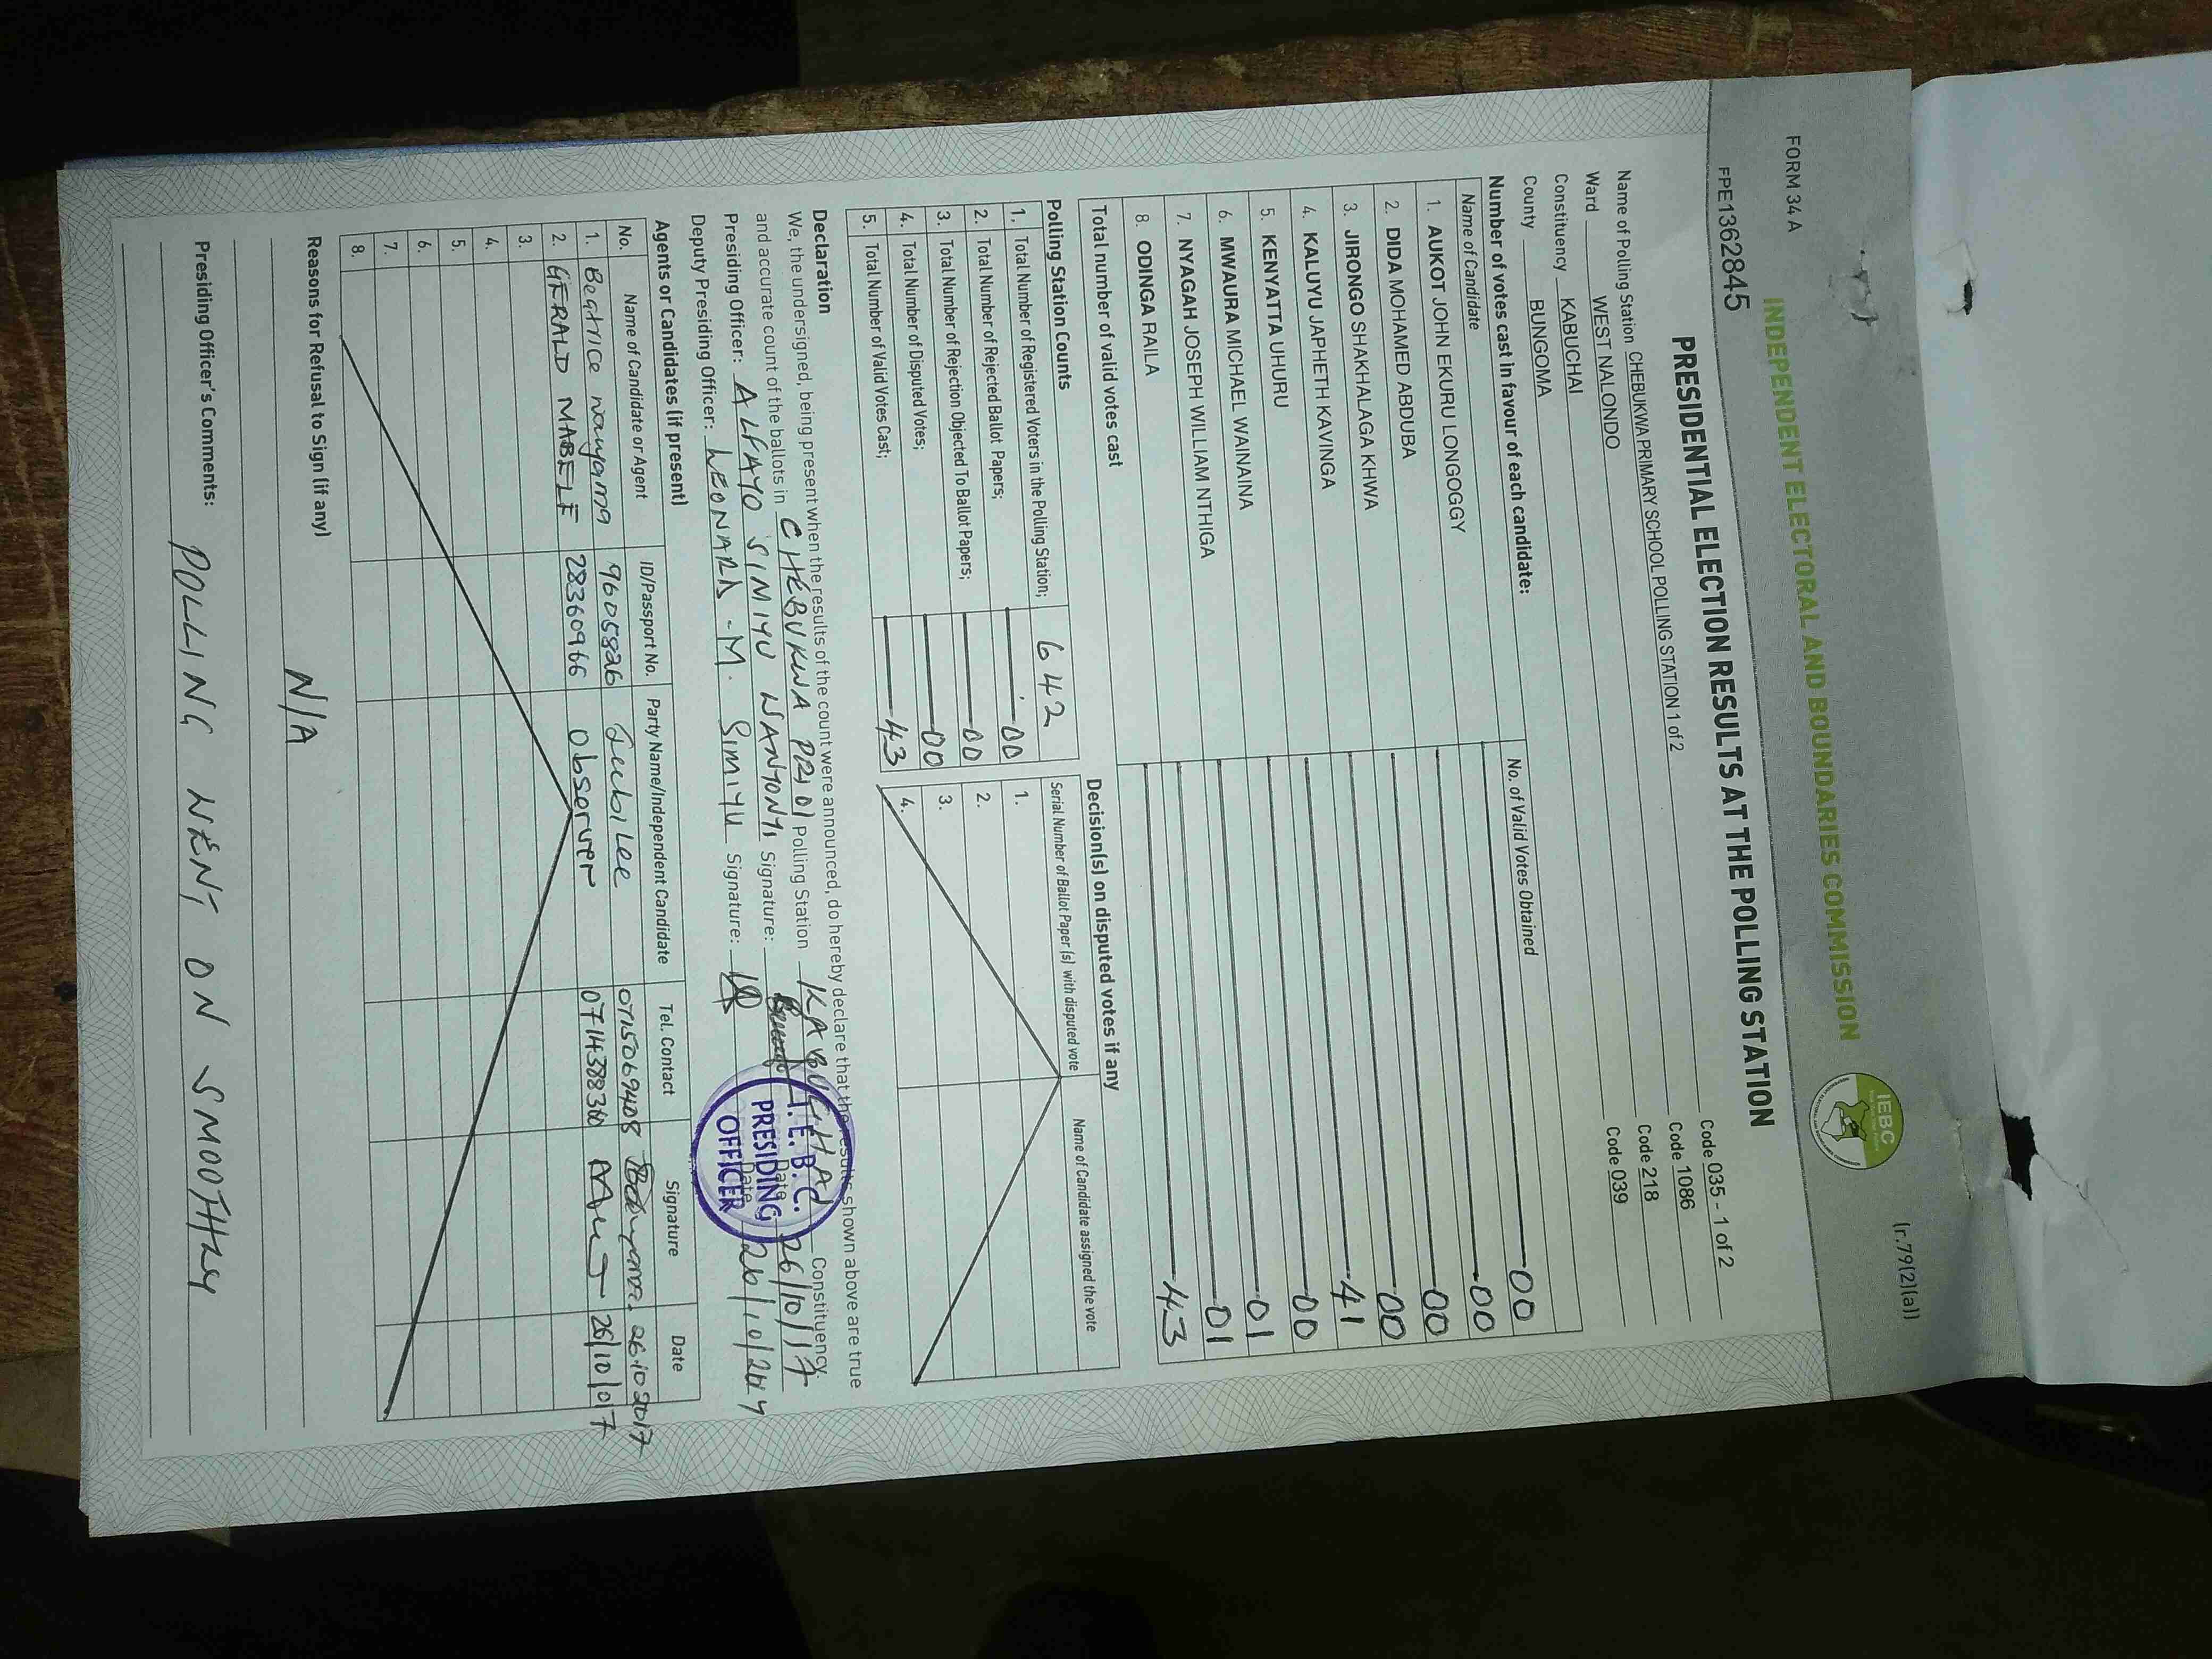 (r.79(2)(a))
FORM 34 A
INDEPENDENT ELECTORAL AND BOUNDARIES COMMISSION
IEBC
FPE1362845
PRESIDENTIAL ELECTION RESULTS AT THE POLLING STATION
Name of Polling Station CHEBUKWA PRIMARY SCHOOL POLLING STATION 1 of 2 Code 035 - 1 of 2
Ward WEST NALONDO Code 1086
Constituency KABUCHAI Code 218
County BUNGOMA Code 039
Number of votes cast in favour of each candidate:
Name of Candidate No. of Valid Votes Obtained
1. AUKOT JOHN EKURU LONGOGGY 00
2. DIDA MOHAMED ABDUBA 00
3. JIRONGO SHAKHALAGA KHWA 00
4. KALUYU JAPHETH KAVINGA 00
5. KENYATTA UHURU 41
6. MWAURA MICHAEL WAINAINA 00
7. NYAGAH JOSEPH WILLIAM NTHIGA 01
8. ODINGA RAILA 01
Total number of valid votes cast 43
Polling Station Counts
1. Total Number of Registered Voters in the Polling Station; 642
2. Total Number of Rejected Ballot Papers; 00
3. Total Number of Rejection Objected To Ballot Papers; 00
4. Total Number of Disputed Votes; 00
5. Total Number of Valid Votes Cast; 43
Decision(s) on disputed votes if any
Serial Number of Ballot Paper (s) with disputed vote Name of Candidate assigned the vote
1.
2.
3.
4.
Declaration
We, the undersigned, being present when the results of the count were announced, do hereby declare that the results shown above are true
and accurate count of the ballots in CHEBUKWA PRI 01 Polling Station KABUCHAI Constituency.
Presiding Officer: ALFAYO SIMIYU WANYONYI Signature: Date 26/10/17
Deputy Presiding Officer: LEONARD -M. SIMIYU Signature: Date 26/10/2017
I.E.B.C.
PRESIDING
OFFICER
Agents or Candidates (if present)
No. Name of Candidate or Agent ID/Passport No. Party Name/Independent Candidate Tel. Contact Signature Date
1. Beatrice wanyama 9605826 Jubilee 0715069408 26.10.2017
2. GERALD MABELE 28360966 Observer 26/10/017
3.
4.
5.
6.
7.
8.
Reasons for Refusal to Sign (if any)
N/A
Presiding Officer's Comments: POLLING WENT ON SMOOTHLY